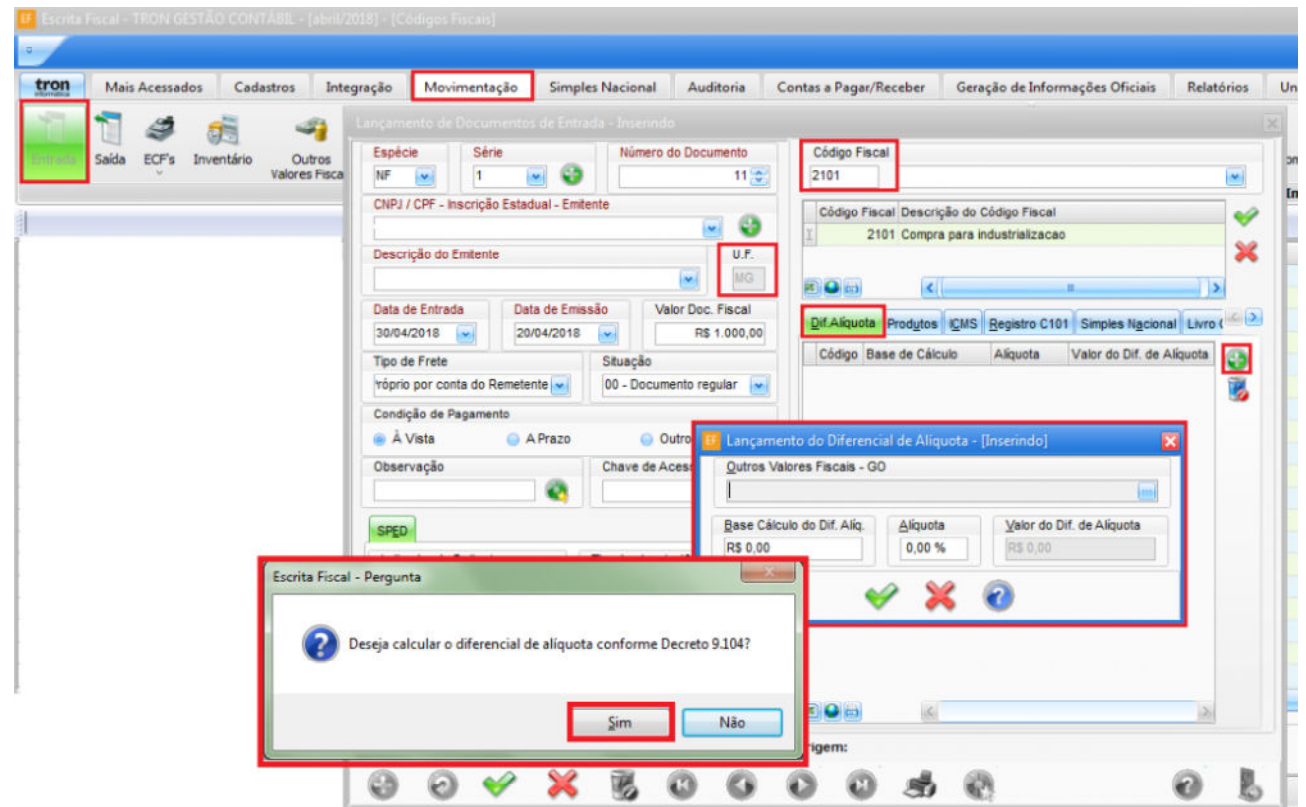 EF Escrita Fiscal - TRON GESTÃO CONTÁBIL - [abril/2018] - [Códigos Fiscais]
tron Mais Acessados Cadastros Integração Movimentação Simples Nacional Auditoria Contas a Pagar/Receber Geração de Informações Oficiais Relatórios Un
informática
Entrada Saída ECF's Inventário Outros Valores Fisca
Lançamento de Documentos de Entrada - Inserindo
Espécie Série Número do Documento
NF 1 11
CNPJ / CPF - Inscrição Estadual - Emitente
Descrição do Emitente U.F.
MG
Data de Entrada Data de Emissão Valor Doc. Fiscal
30/04/2018 20/04/2018 R$ 1.000,00
Tipo de Frete Situação
róprio por conta do Remetente 00 - Documento regular
Condição de Pagamento
À Vista A Prazo Outro
Observação Chave de Aces
SPED
Código Fiscal
2101
Código Fiscal Descrição do Código Fiscal
2101 Compra para industrializacao
Dif.Alíquota Produtos ICMS Registro C101 Simples Nacional Livro
Código Base de Cálculo Alíquota Valor do Dif. de Alíquota
EF Lançamento do Diferencial de Aliquota - [Inserindo]
Outros Valores Fiscais - GO
Base Cálculo do Dif. Alíq. Alíquota Valor do Dif. de Alíquota
R$ 0,00 0,00 % R$ 0,00
Escrita Fiscal - Pergunta
Deseja calcular o diferencial de alíquota conforme Decreto 9.104?
Sim Não
rigem: